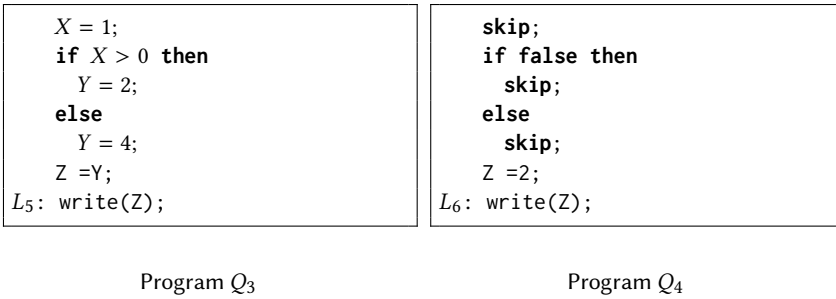 X = 1;
if X > 0 then
Y = 2;
else
Y = 4;
Z =Y;
L5: write(Z);
Program Q3
skip;
if false then
skip;
else
skip;
Z =2;
L6: write(Z);
Program Q4